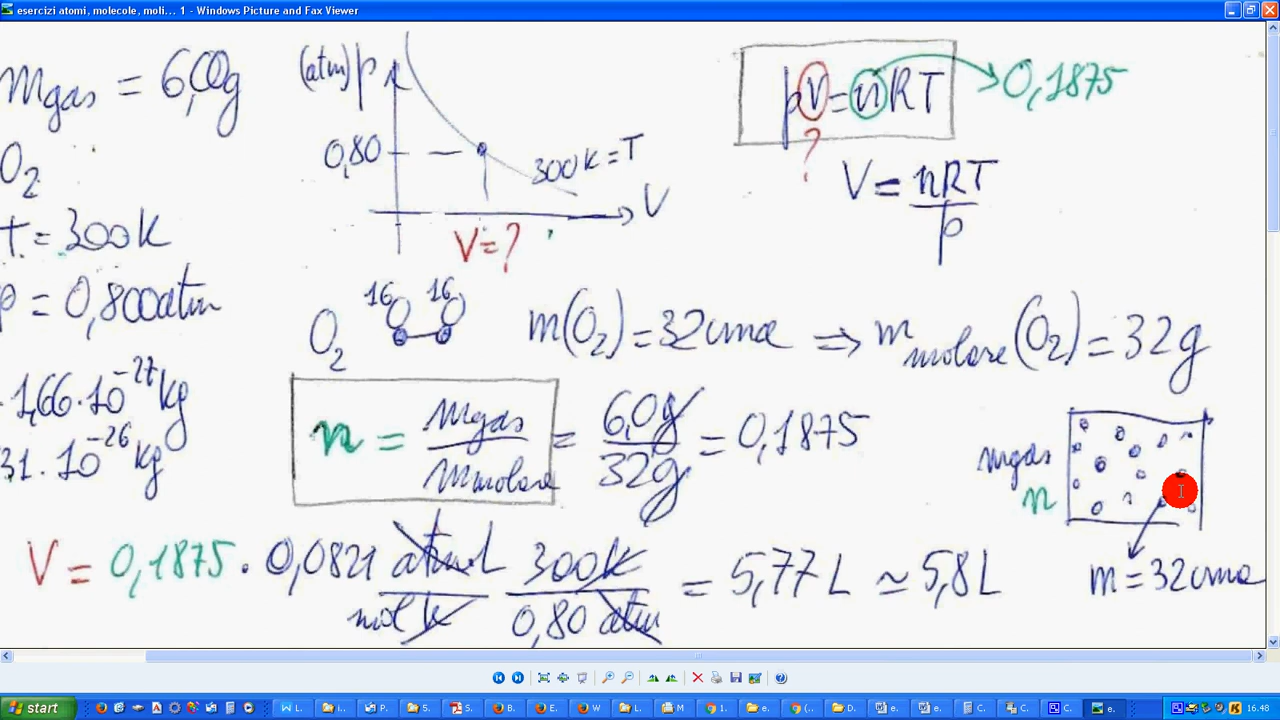 esercizi atomi, molecole, moli... 1 - Windows Picture and Fax Viewer
mgas = 6,00g
O2
T = 300K
p = 0,800atm
1,66·10^-27 kg
31·10^-26 kg
(atm) p
0,80
300K = T
V
V = ?
pV = nRT
0,1875
?
V = nRT / p
O2
16 O 16 O
m(O2) = 32uma ⇒ m molare (O2) = 32g
n = mgas / m molare = 6,0g / 32g = 0,1875
mgas
n
m = 32uma
V = 0,1875 · 0,0821 atm·L / mol K 300K / 0,80 atm = 5,77 L ≃ 5,8 L
start
L.
i..
P.
S.
S.
B.
E.
W
L.
M
1.
e.
(..
D.
e.
e.
C.
C.
C.
e.
16.48